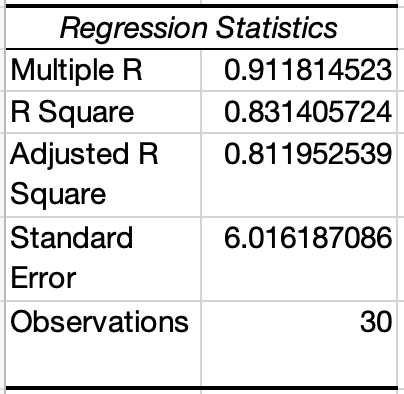 Regression Statistics
Multiple R 0.911814523
R Square 0.831405724
Adjusted R 0.811952539
Square
Standard 6.016187086
Error
Observations 30